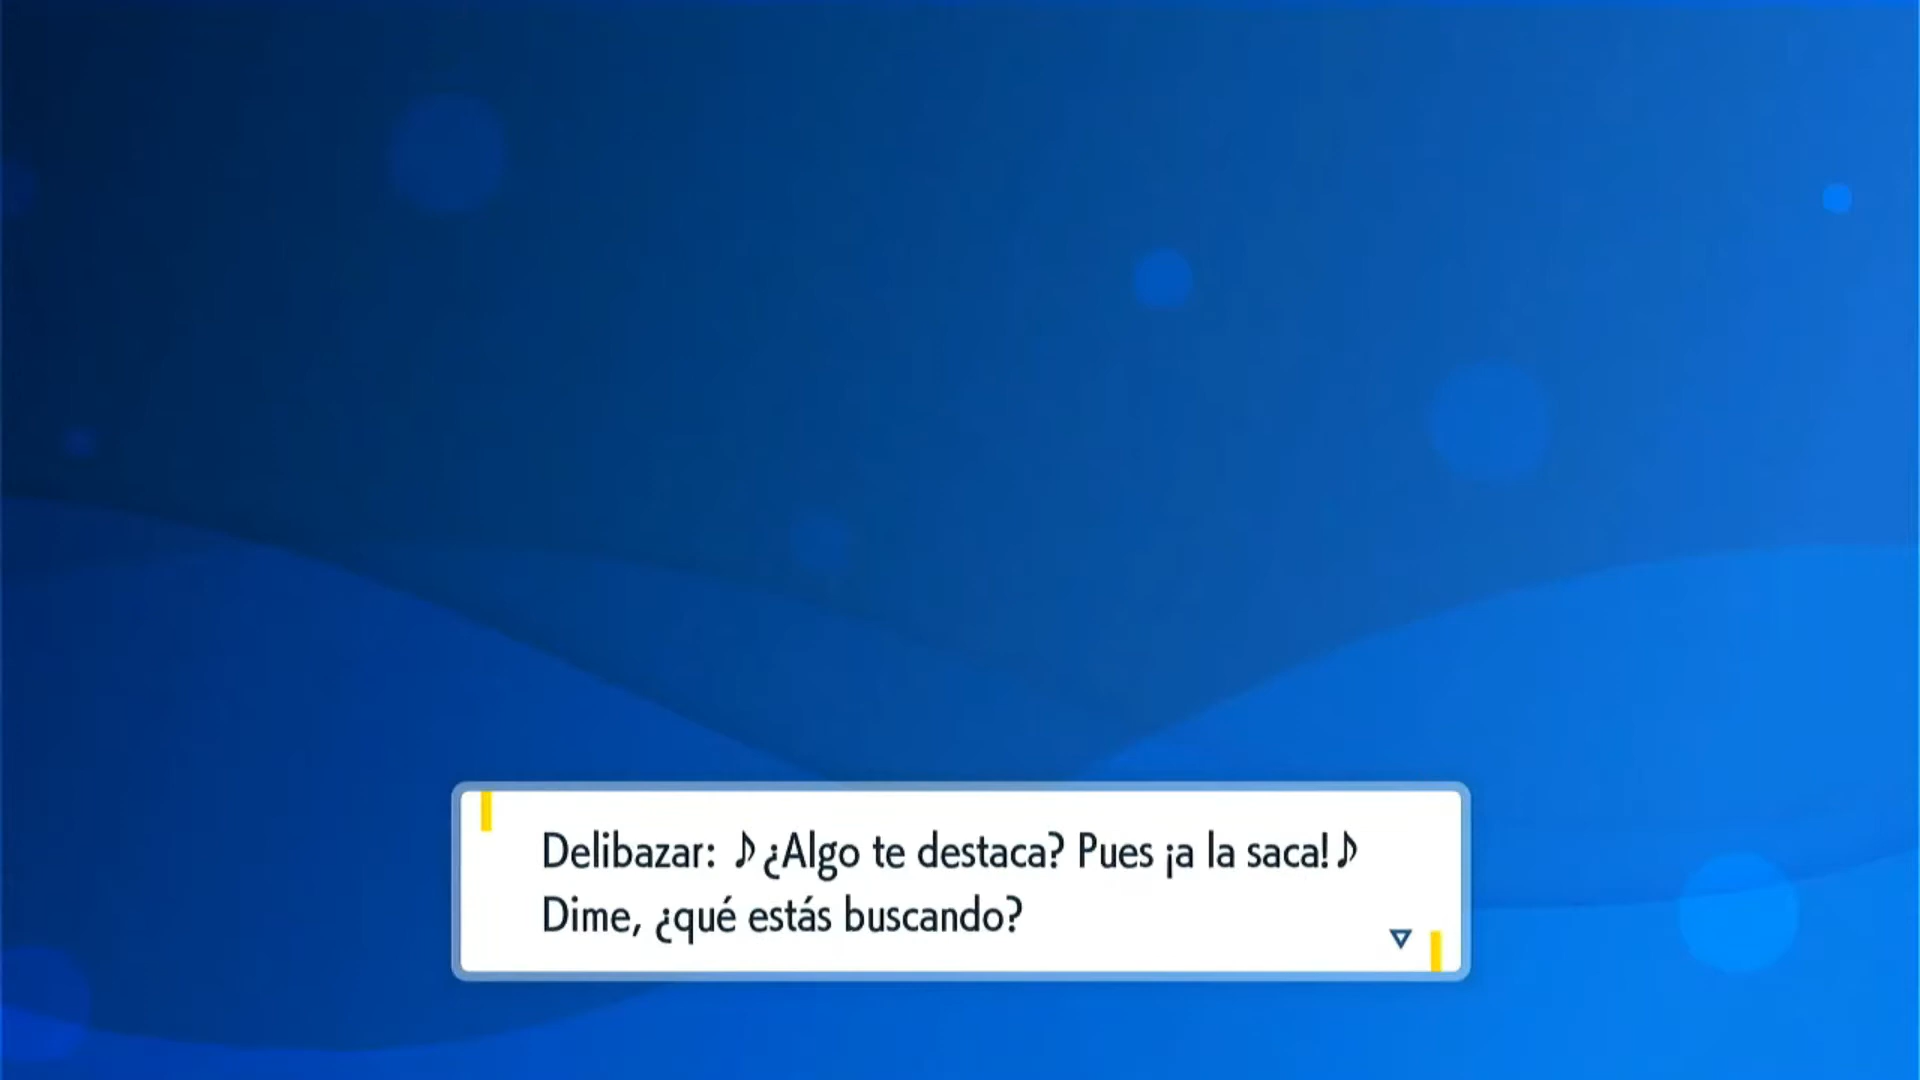 Delibazar: ♪¿Algo te destaca? Pues ¡a la saca!♪
Dime, ¿qué estás buscando?